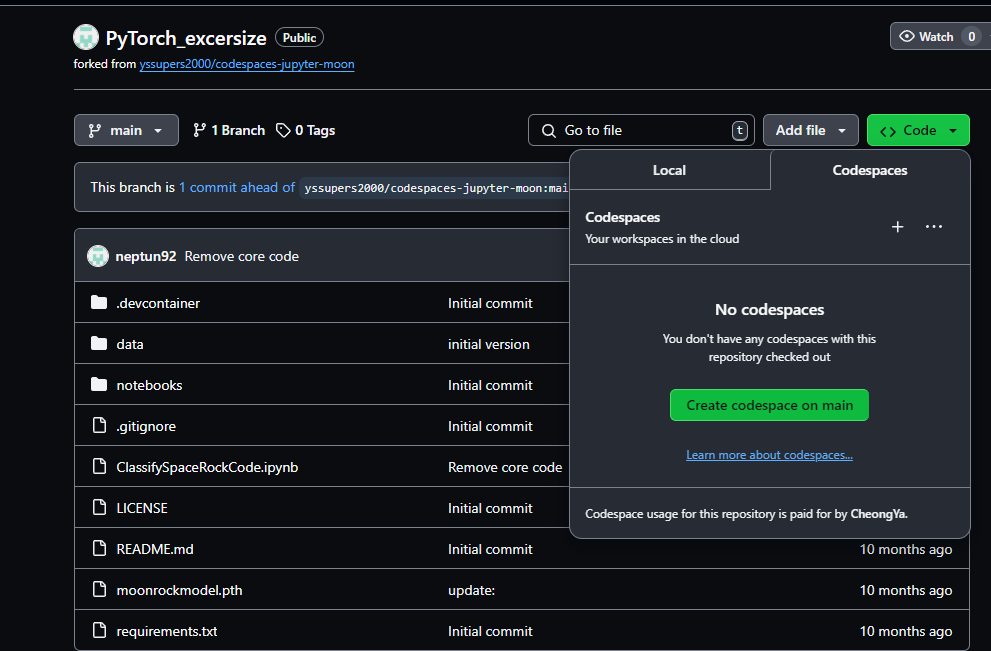 PyTorch_excersize Public
Watch 0
forked from yssupers2000/codespaces-jupyter-moon
main 1 Branch 0 Tags
Go to file t
Add file
Code
This branch is 1 commit ahead of yssupers2000/codespaces-jupyter-moon:mai
Local Codespaces
Codespaces
Your workspaces in the cloud
No codespaces
You don't have any codespaces with this
repository checked out
Create codespace on main
Learn more about codespaces...
Codespace usage for this repository is paid for by CheongYa.
neptun92 Remove core code
.devcontainer Initial commit
data initial version
notebooks Initial commit
.gitignore Initial commit
ClassifySpaceRockCode.ipynb Remove core code
LICENSE Initial commit
README.md Initial commit 10 months ago
moonrockmodel.pth update: 10 months ago
requirements.txt Initial commit 10 months ago